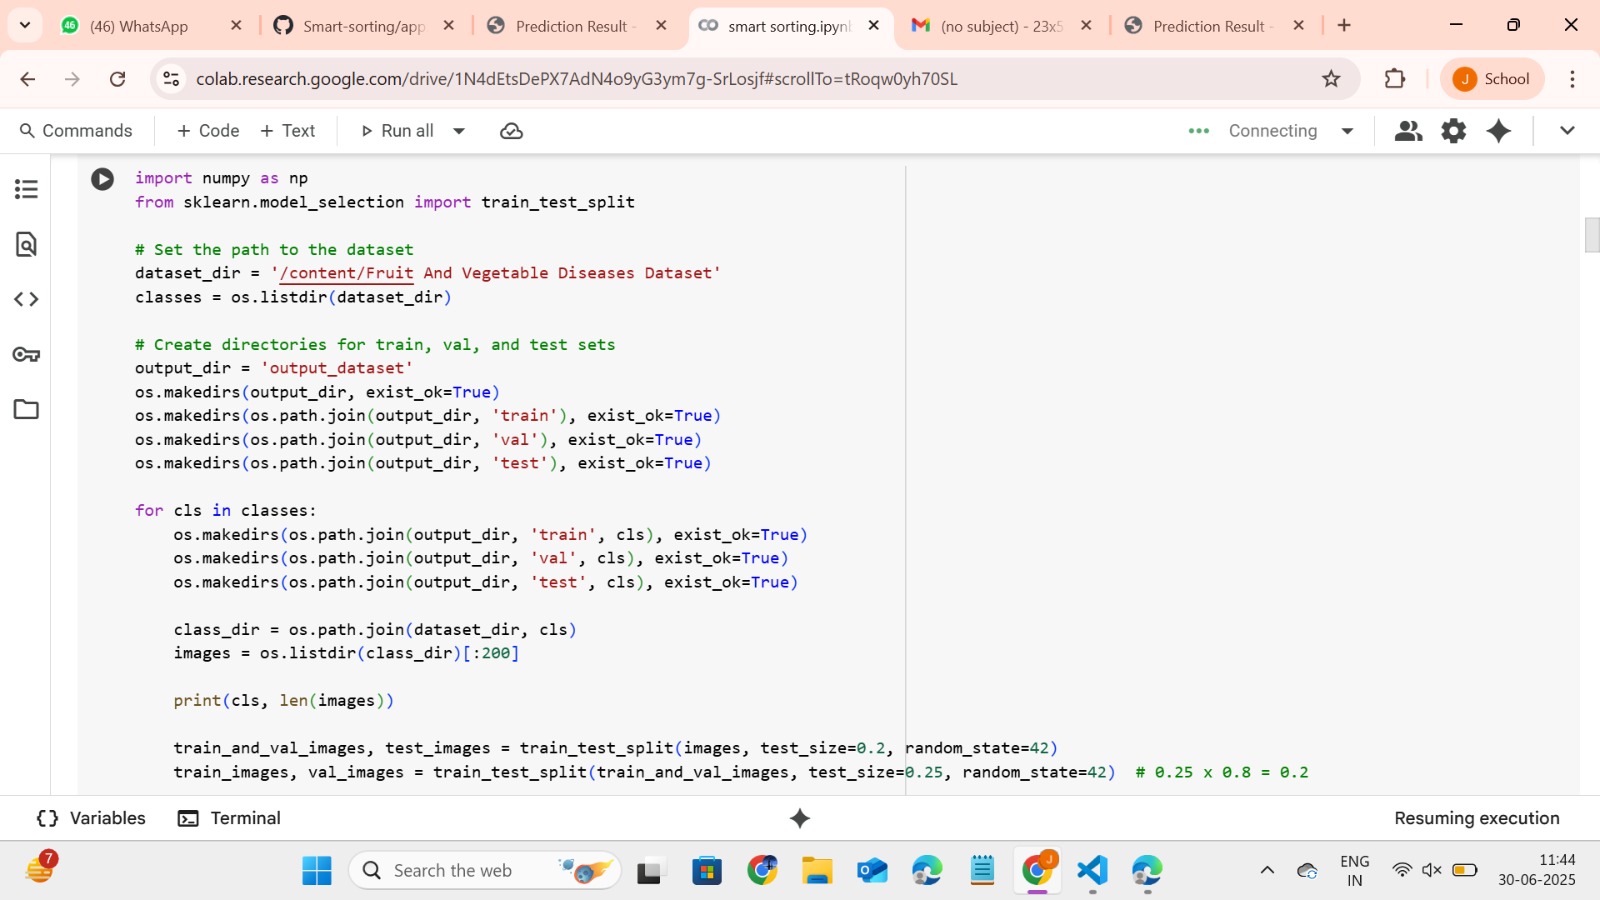 46 (46) WhatsApp
Smart-sorting/app
Prediction Result -
smart sorting.ipynb
(no subject) - 23x5
Prediction Result -
colab.research.google.com/drive/1N4dEtsDePX7AdN4o9yG3ym7g-SrLosjf#scrollTo=tRoqw0yh70SL
J School
Commands
+ Code + Text
Run all
Connecting
import numpy as np
from sklearn.model_selection import train_test_split
# Set the path to the dataset
dataset_dir = '/content/Fruit And Vegetable Diseases Dataset'
classes = os.listdir(dataset_dir)
# Create directories for train, val, and test sets
output_dir = 'output_dataset'
os.makedirs(output_dir, exist_ok=True)
os.makedirs(os.path.join(output_dir, 'train'), exist_ok=True)
os.makedirs(os.path.join(output_dir, 'val'), exist_ok=True)
os.makedirs(os.path.join(output_dir, 'test'), exist_ok=True)
for cls in classes:
os.makedirs(os.path.join(output_dir, 'train', cls), exist_ok=True)
os.makedirs(os.path.join(output_dir, 'val', cls), exist_ok=True)
os.makedirs(os.path.join(output_dir, 'test', cls), exist_ok=True)
class_dir = os.path.join(dataset_dir, cls)
images = os.listdir(class_dir)[:200]
print(cls, len(images))
train_and_val_images, test_images = train_test_split(images, test_size=0.2, random_state=42)
train_images, val_images = train_test_split(train_and_val_images, test_size=0.25, random_state=42)  # 0.25 x 0.8 = 0.2
{} Variables
Terminal
Resuming execution
7
Search the web
J
ENG
IN
11:44
30-06-2025